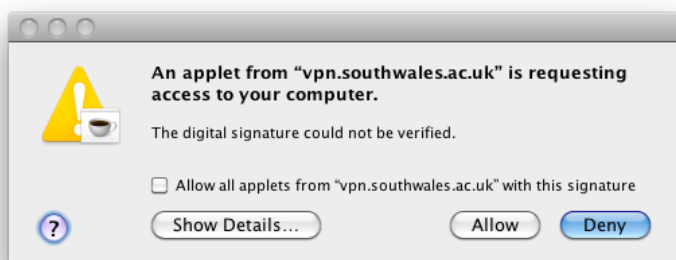 An applet from “vpn.southwales.ac.uk” is requesting
access to your computer.
The digital signature could not be verified.
Allow all applets from “vpn.southwales.ac.uk” with this signature
?
Show Details...
Allow
Deny